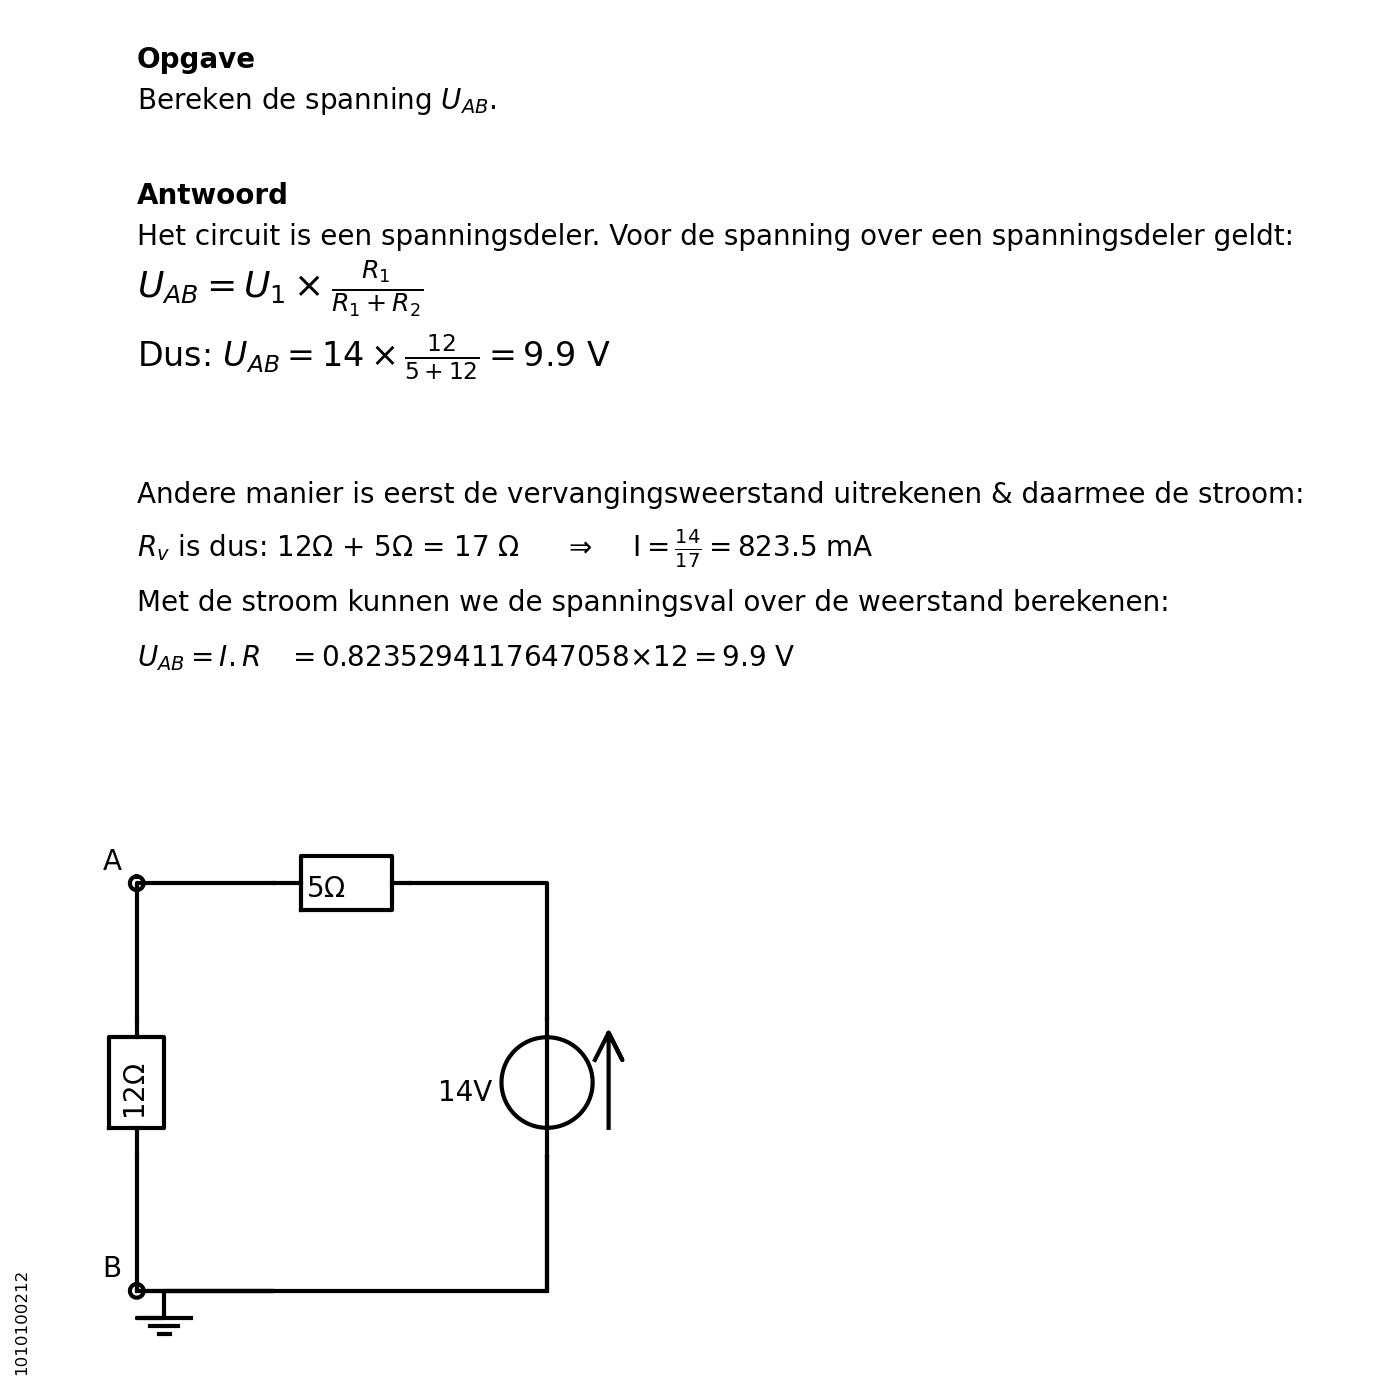 Opgave
Bereken de spanning U_{AB}.
Antwoord
Het circuit is een spanningsdeler. Voor de spanning over een spanningsdeler geldt:
U_{AB} = U_1 × \frac{R_1}{R_1 + R_2}
Dus: U_{AB} = 14 × \frac{12}{5 + 12} = 9.9 V
Andere manier is eerst de vervangingsweerstand uitrekenen & daarmee de stroom:
R_v is dus: 12Ω + 5Ω = 17 Ω ⇒ I = \frac{14}{17} = 823.5 mA
Met de stroom kunnen we de spanningsval over de weerstand berekenen:
U_{AB} = I.R = 0.8235294117647058×12 = 9.9 V
A
5Ω
12Ω
14V
B
1010100212